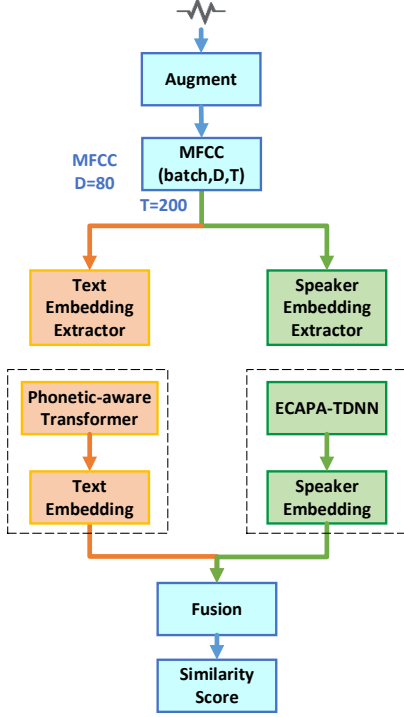 Augment
MFCC
D=80
MFCC
(batch,D,T)
T=200
Text
Embedding
Extractor
Speaker
Embedding
Extractor
Phonetic-aware
Transformer
ECAPA-TDNN
Text
Embedding
Speaker
Embedding
Fusion
Similarity
Score